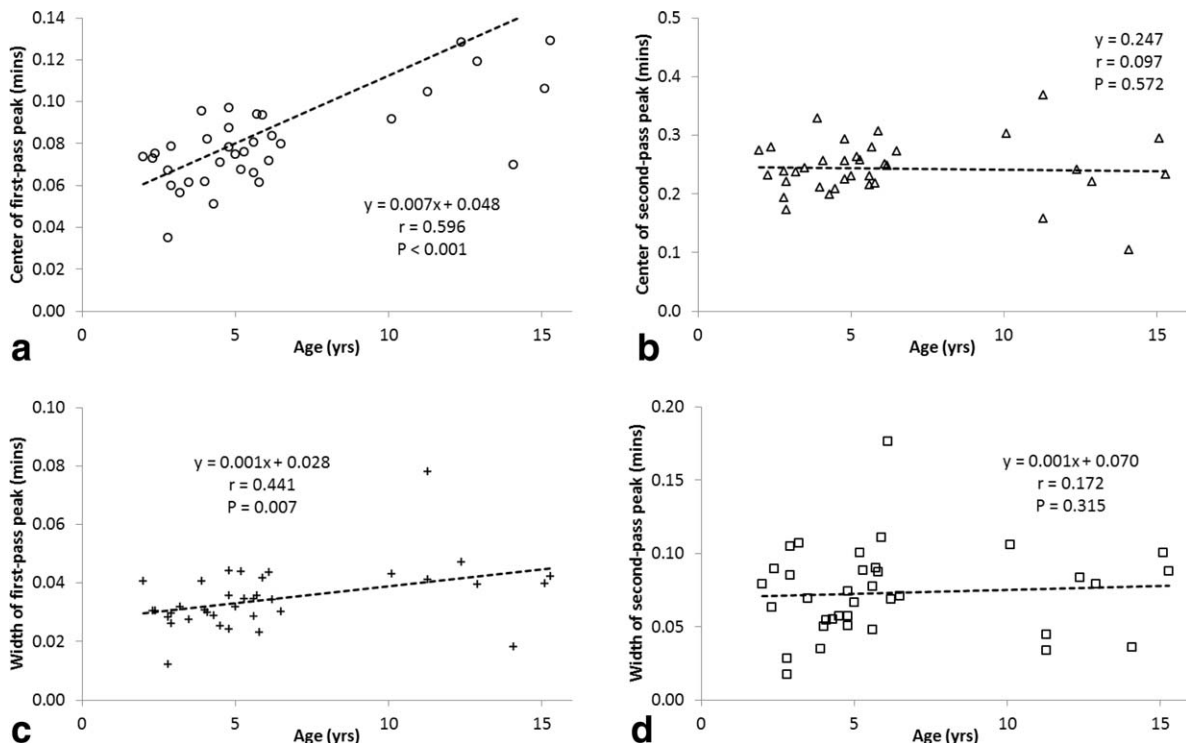 0.14
0.12
0.10
0.08
0.06
0.04
0.02
0.00
Center of first-pass peak (mins)
y = 0.007x + 0.048
r = 0.596
P < 0.001
0 5 10 15
Age (yrs)
a
0.5
0.4
0.3
0.2
0.1
0.0
Center of second-pass peak (mins)
y = 0.247
r = 0.097
P = 0.572
0 5 10 15
Age (yrs)
b
0.10
0.08
0.06
0.04
0.02
0.00
Width of first-pass peak (mins)
y = 0.001x + 0.028
r = 0.441
P = 0.007
0 5 10 15
Age (yrs)
c
0.20
0.15
0.10
0.05
0.00
Width of second-pass peak (mins)
y = 0.001x + 0.070
r = 0.172
P = 0.315
0 5 10 15
Age (yrs)
d